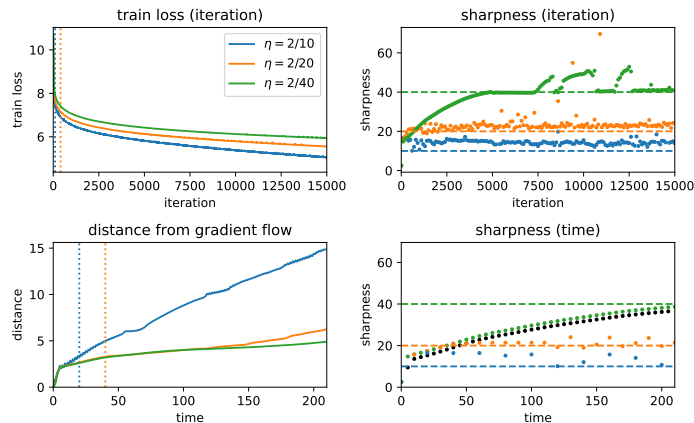 train loss (iteration)
train loss
10
8
6
η = 2/10
η = 2/20
η = 2/40
0 2500 5000 7500 10000 12500 15000
iteration
sharpness (iteration)
sharpness
60
40
20
0
0 2500 5000 7500 10000 12500 15000
iteration
distance from gradient flow
distance
15
10
5
0
0 50 100 150 200
time
sharpness (time)
sharpness
60
40
20
0
0 50 100 150 200
time